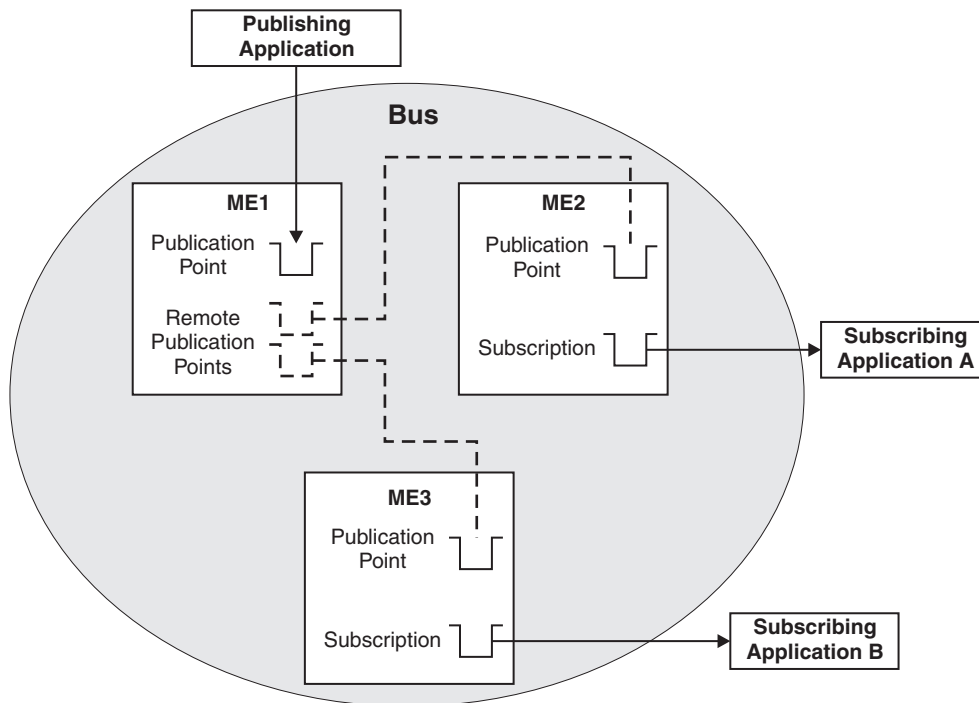 Publishing
Application
Bus
ME1
Publication
Point
Remote
Publication
Points
ME2
Publication
Point
Subscription
Subscribing
Application A
ME3
Publication
Point
Subscription
Subscribing
Application B